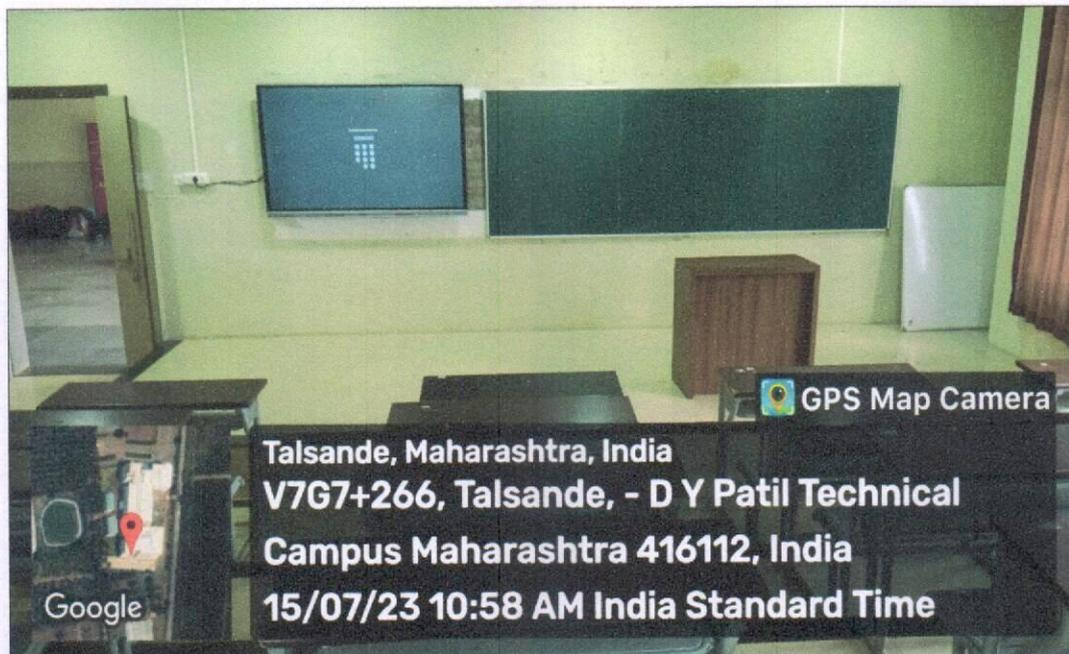 GPS Map Camera
Talsande, Maharashtra, India
V7G7+266, Talsande, - D Y Patil Technical
Campus Maharashtra 416112, India
15/07/23 10:58 AM India Standard Time
Google